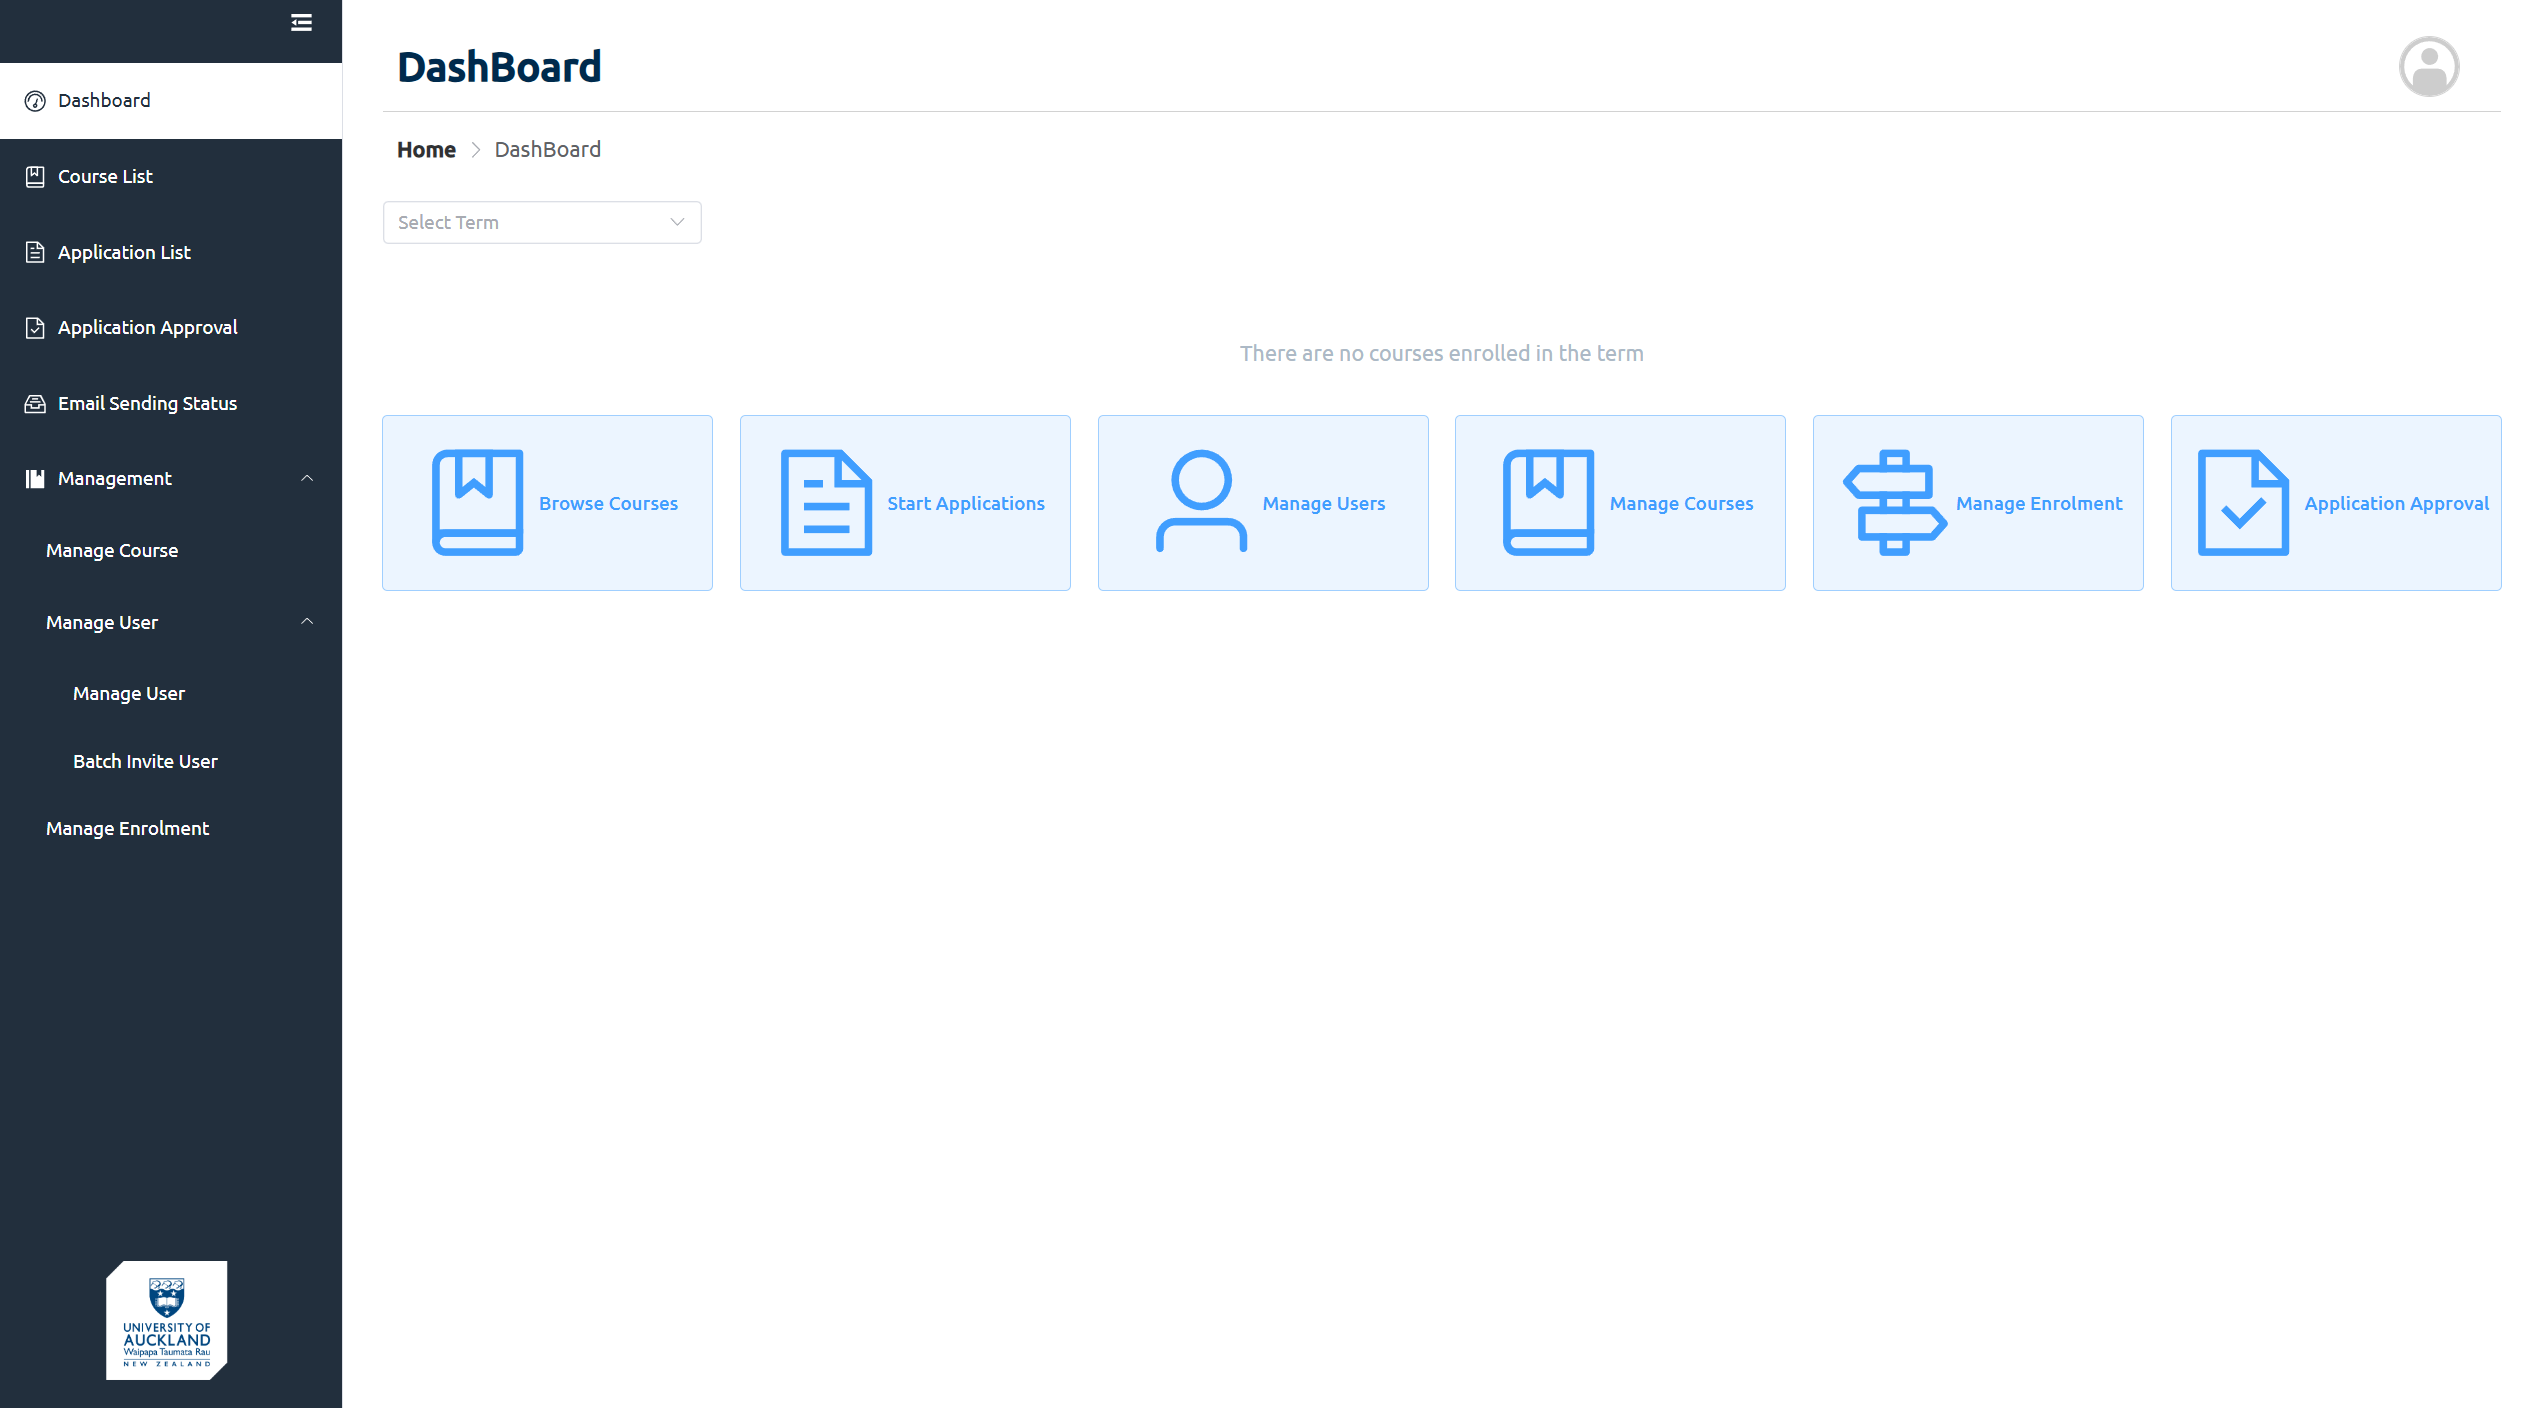 Dashboard
Course List
Application List
Application Approval
Email Sending Status
Management
Manage Course
Manage User
Manage User
Batch Invite User
Manage Enrolment
UNIVERSITY OF
AUCKLAND
Waipapa Taumata Rau
NEW ZEALAND
DashBoard
Home DashBoard
Select Term
There are no courses enrolled in the term
Browse Courses
Start Applications
Manage Users
Manage Courses
Manage Enrolment
Application Approval